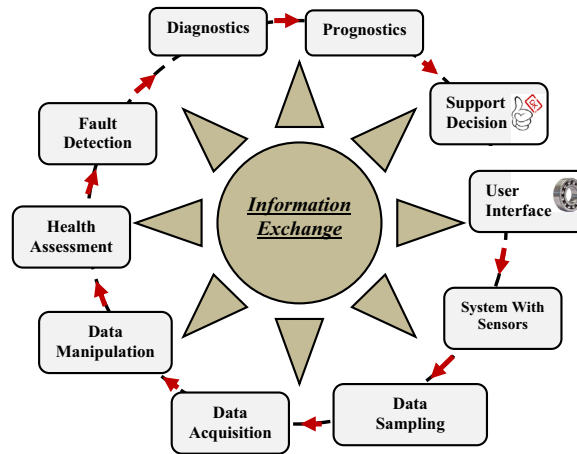 Diagnostics
Prognostics
Support
Decision
Fault
Detection
User
Interface
Information
Exchange
Health
Assessment
System With
Sensors
Data
Manipulation
Data
Sampling
Data
Acquisition